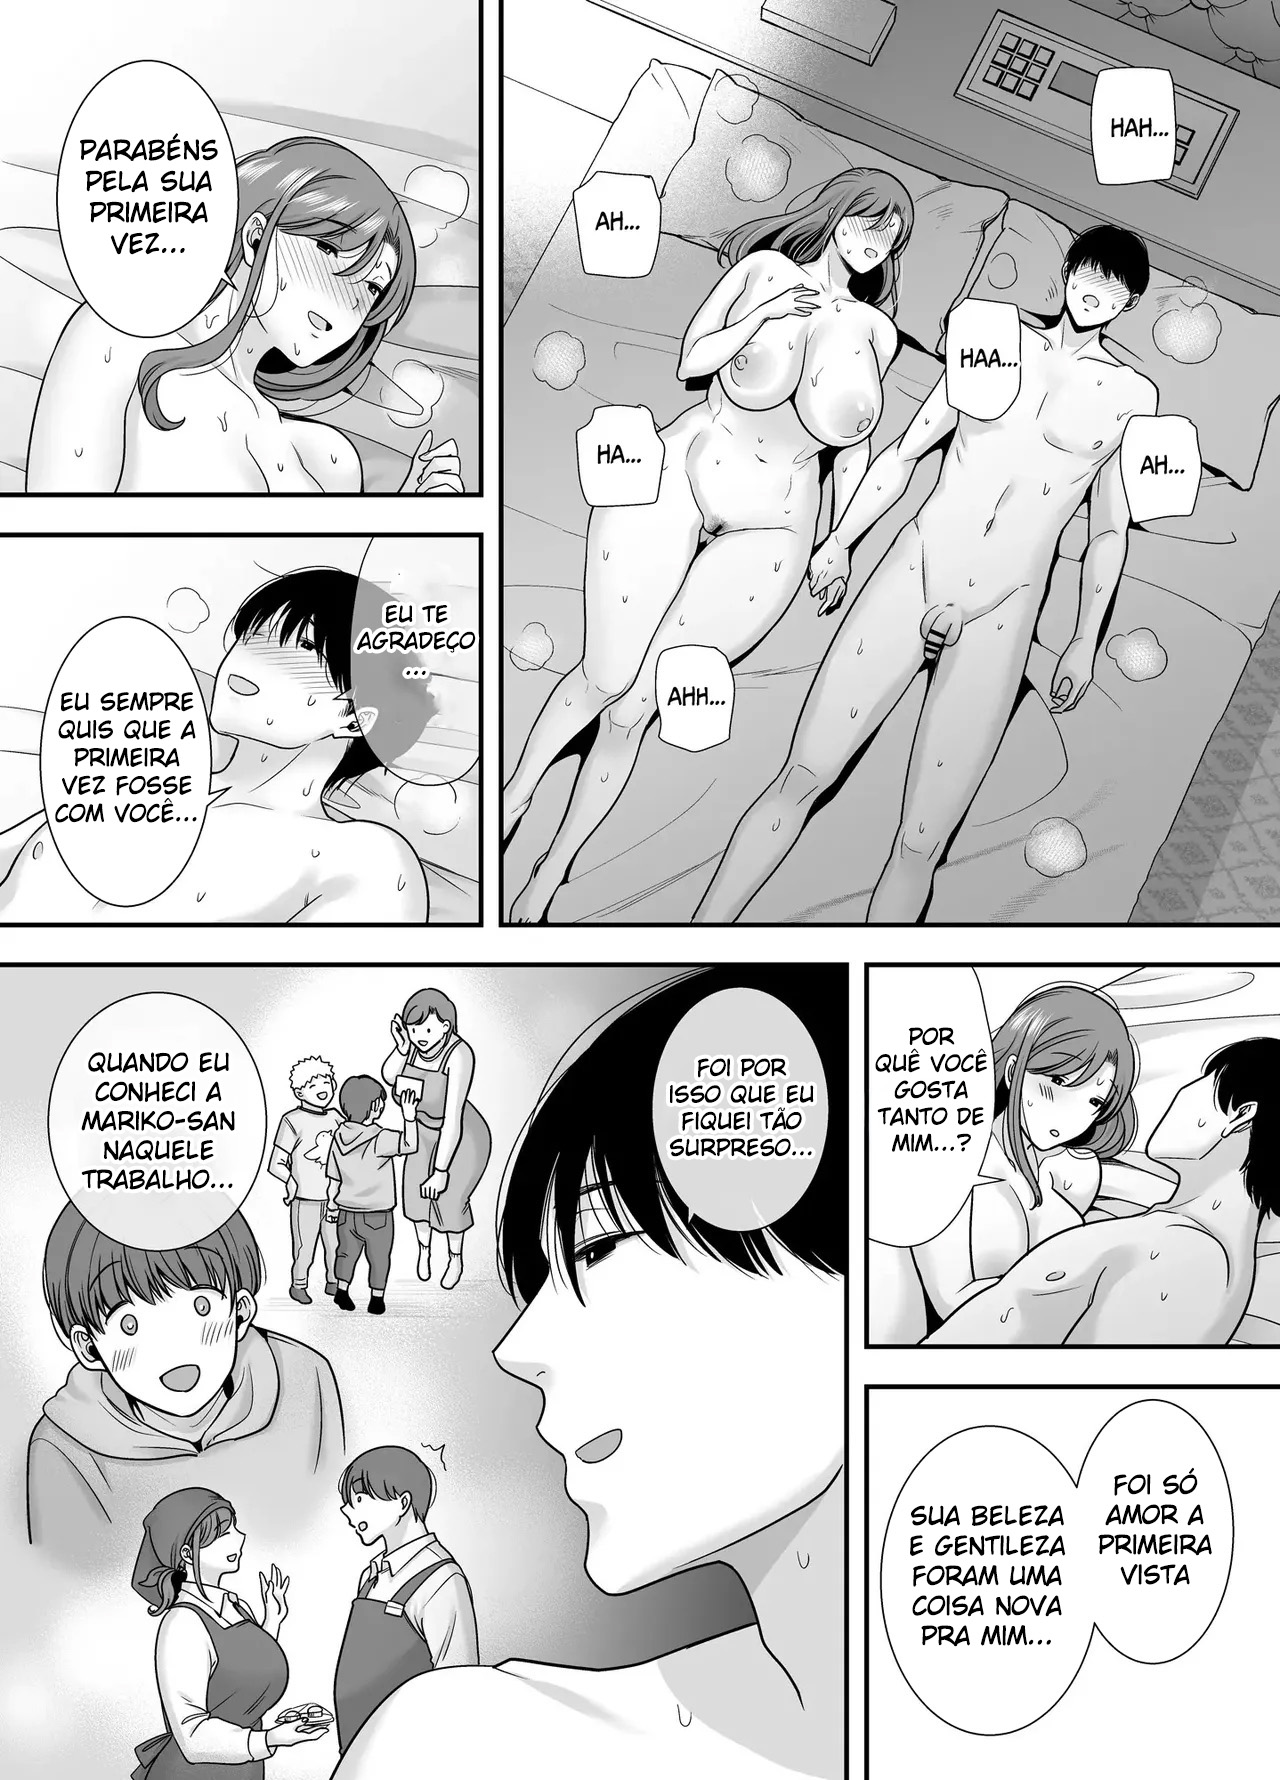 HAH...
AH...
HAA...
HA...
AH...
AHH...
PARABÉNS
PELA SUA
PRIMEIRA
VEZ...
EU TE
AGRADEÇO
...
EU SEMPRE
QUIS QUE A
PRIMEIRA
VEZ FOSSE
COM VOCÊ...
POR
QUÊ VOCÊ
GOSTA
TANTO DE
MIM...?
FOI SÓ
AMOR A
PRIMEIRA
VISTA
SUA BELEZA
E GENTILEZA
FORAM UMA
COISA NOVA
PRA MIM...
FOI POR
ISSO QUE EU
FIQUEI TÃO
SURPRESO...
QUANDO EU
CONHECI A
MARIKO-SAN
NAQUELE
TRABALHO...